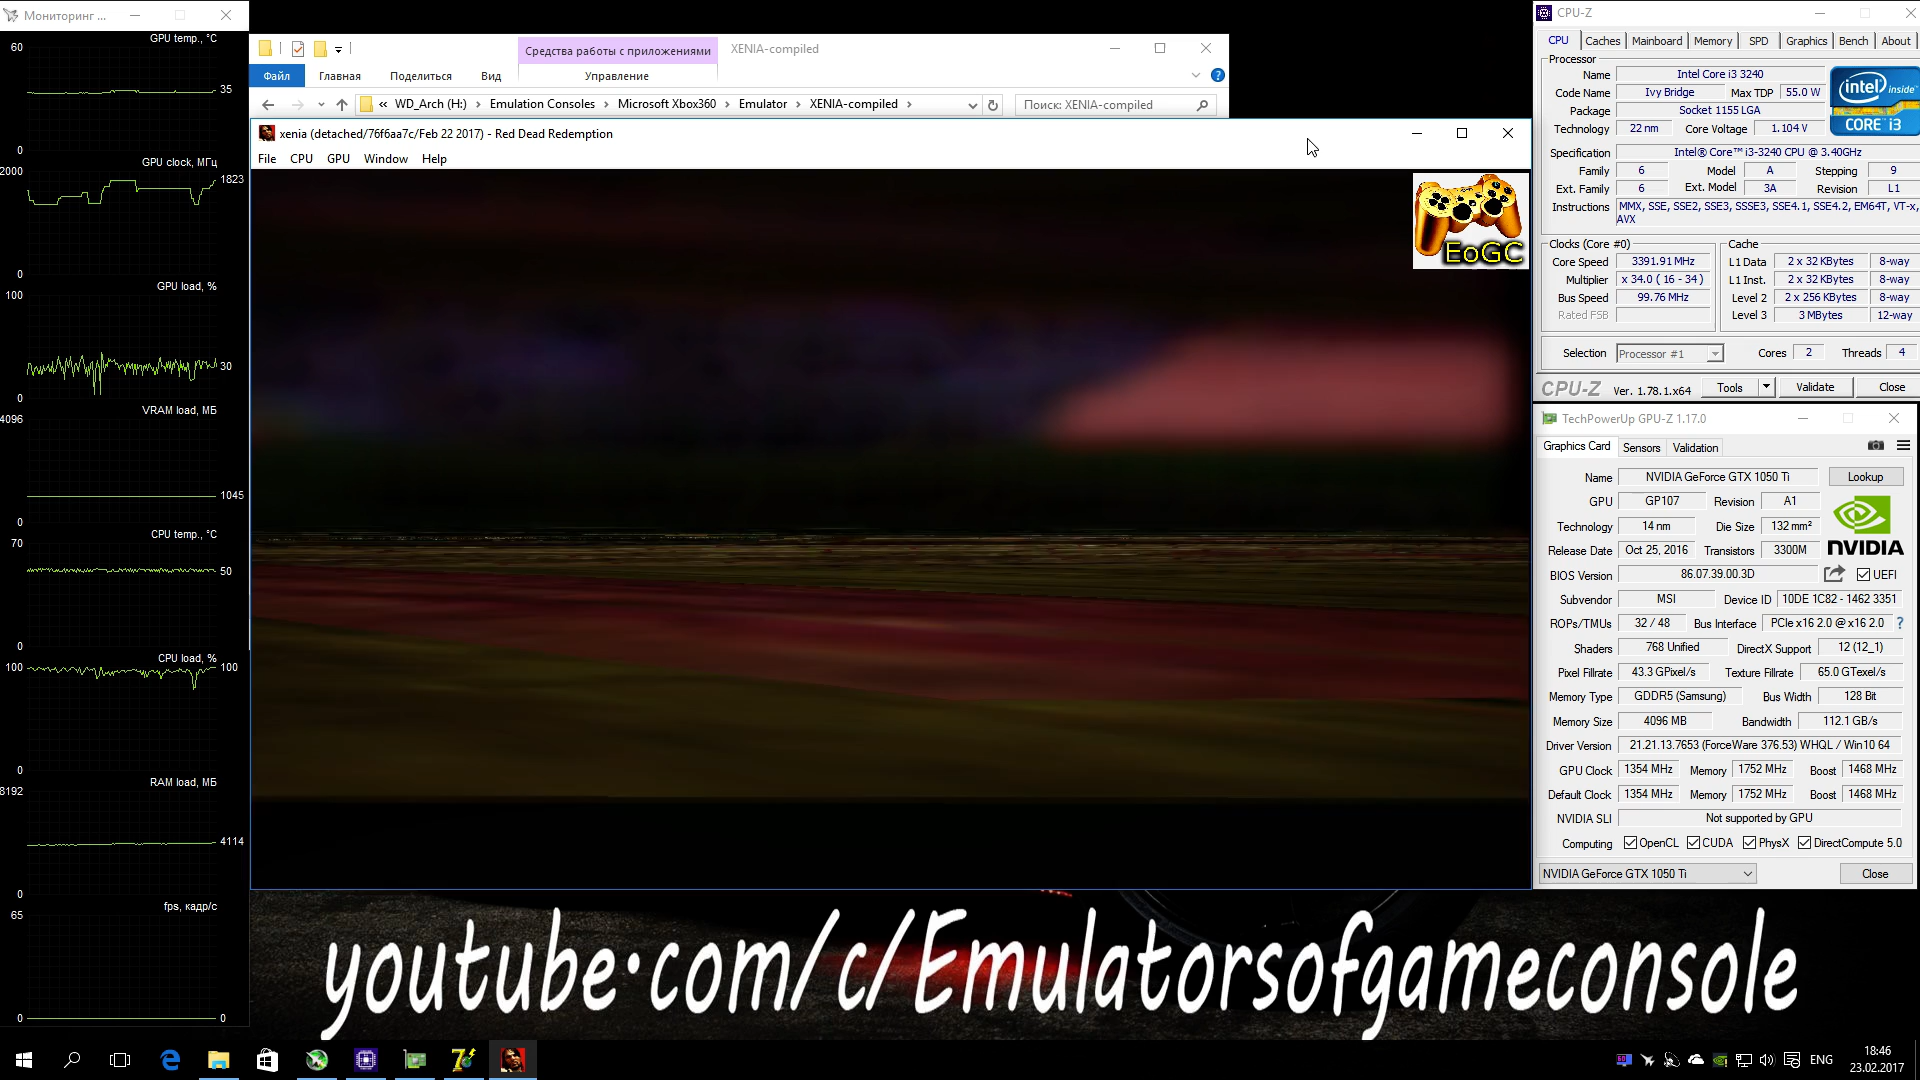 Мониторинг ...
GPU temp., °C
60
35
0
GPU clock, МГц
2000
1823
0
GPU load, %
100
30
0
VRAM load, МБ
4096
1045
0
CPU temp., °C
70
50
0
CPU load, %
100
100
0
RAM load, МБ
8192
4114
0
fps, кадр/с
65
0
0
Средства работы с приложениями
XENIA-compiled
Файл
Главная
Поделиться
Вид
Управление
« WD_Arch (H:) › Emulation Consoles › Microsoft Xbox360 › Emulator › XENIA-compiled ›
Поиск: XENIA-compiled
xenia (detached/76f6aa7c/Feb 22 2017) - Red Dead Redemption
File CPU GPU Window Help
EoGC
CPU-Z
CPU Caches Mainboard Memory SPD Graphics Bench About
Processor
Name Intel Core i3 3240
Code Name Ivy Bridge Max TDP 55.0 W
Package Socket 1155 LGA
Technology 22 nm Core Voltage 1.104 V
intel inside™
CORE i3
Specification Intel® Core™ i3-3240 CPU @ 3.40GHz
Family 6 Model A Stepping 9
Ext. Family 6 Ext. Model 3A Revision L1
Instructions MMX, SSE, SSE2, SSE3, SSSE3, SSE4.1, SSE4.2, EM64T, VT-x,
AVX
Clocks (Core #0)
Core Speed 3391.91 MHz
Multiplier x 34.0 ( 16 - 34 )
Bus Speed 99.76 MHz
Rated FSB
Cache
L1 Data 2 x 32 KBytes 8-way
L1 Inst. 2 x 32 KBytes 8-way
Level 2 2 x 256 KBytes 8-way
Level 3 3 MBytes 12-way
Selection Processor #1 Cores 2 Threads 4
CPU-Z Ver. 1.78.1.x64 Tools Validate Close
TechPowerUp GPU-Z 1.17.0
Graphics Card Sensors Validation
Name NVIDIA GeForce GTX 1050 Ti Lookup
GPU GP107 Revision A1
Technology 14 nm Die Size 132 mm²
Release Date Oct 25, 2016 Transistors 3300M
NVIDIA
BIOS Version 86.07.39.00.3D UEFI
Subvendor MSI Device ID 10DE 1C82 - 1462 3351
ROPs/TMUs 32 / 48 Bus Interface PCIe x16 2.0 @ x16 2.0 ?
Shaders 768 Unified DirectX Support 12 (12_1)
Pixel Fillrate 43.3 GPixel/s Texture Fillrate 65.0 GTexel/s
Memory Type GDDR5 (Samsung) Bus Width 128 Bit
Memory Size 4096 MB Bandwidth 112.1 GB/s
Driver Version 21.21.13.7653 (ForceWare 376.53) WHQL / Win10 64
GPU Clock 1354 MHz Memory 1752 MHz Boost 1468 MHz
Default Clock 1354 MHz Memory 1752 MHz Boost 1468 MHz
NVIDIA SLI Not supported by GPU
Computing OpenCL CUDA PhysX DirectCompute 5.0
NVIDIA GeForce GTX 1050 Ti Close
youtube.com/c/Emulatorsofgameconsole
ENG
18:46
23.02.2017